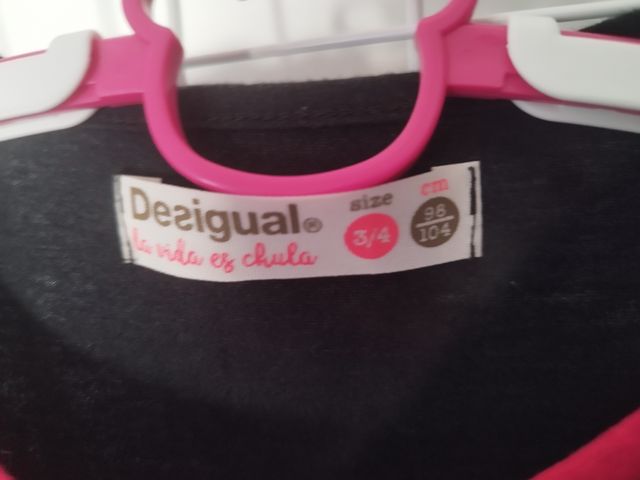 Desigual®
la vida es chula
size
3/4
cm
98
104